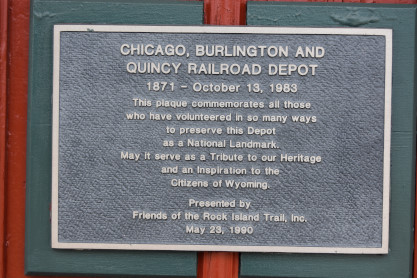 CHICAGO, BURLINGTON AND
QUINCY RAILROAD DEPOT
1871 – October 13, 1983
This plaque commemorates all those
who have volunteered in so many ways
to preserve this Depot
as a National Landmark.
May it serve as a Tribute to our Heritage
and an Inspiration to the
Citizens of Wyoming.
Presented by
Friends of the Rock Island Trail, Inc.
May 23, 1990